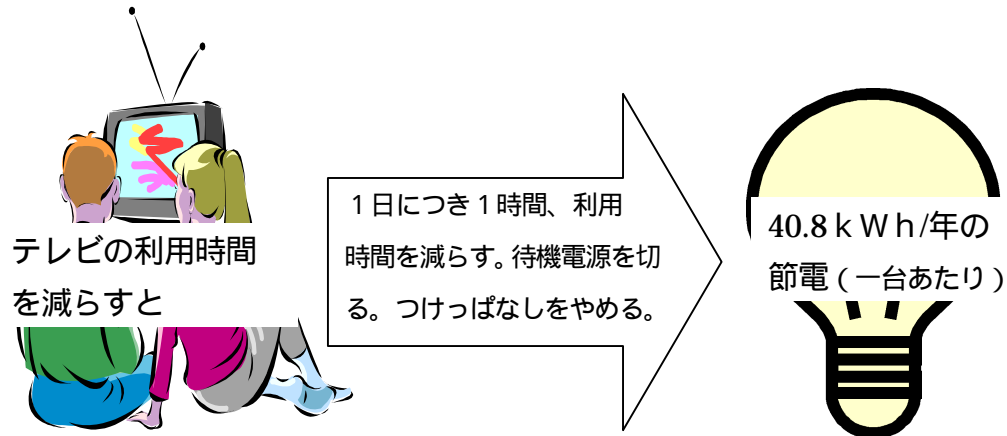 テレビの利用時間
を減らすと
１日につき１時間、利用
時間を減らす。待機電源を切
る。つけっぱなしをやめる。
40.8ｋＷｈ/年の
節電（一台あたり）